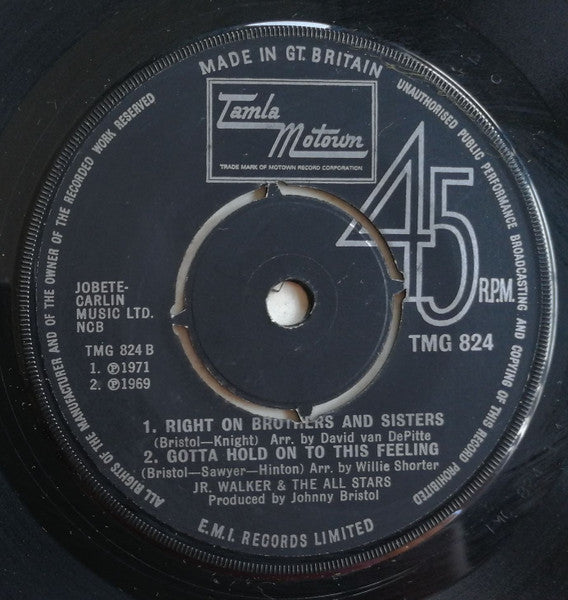 MADE IN GT. BRITAIN
Tamla
Motown
TRADE MARK OF MOTOWN RECORD CORPORATION
45
R.P.M.
TMG 824
JOBETE-
CARLIN
MUSIC LTD.
NCB
TMG 824 B
1. ℗1971
2. ℗1969
1. RIGHT ON BROTHERS AND SISTERS
(Bristol—Knight) Arr. by David van DePitte
2. GOTTA HOLD ON TO THIS FEELING
(Bristol—Sawyer—Hinton) Arr. by Willie Shorter
JR. WALKER & THE ALL STARS
Produced by Johnny Bristol
E.M.I. RECORDS LIMITED
ALL RIGHTS OF THE MANUFACTURER AND OF THE OWNER OF THE RECORDED WORK RESERVED
UNAUTHORISED PUBLIC PERFORMANCE BROADCASTING AND COPYING OF THIS RECORD PROHIBITED